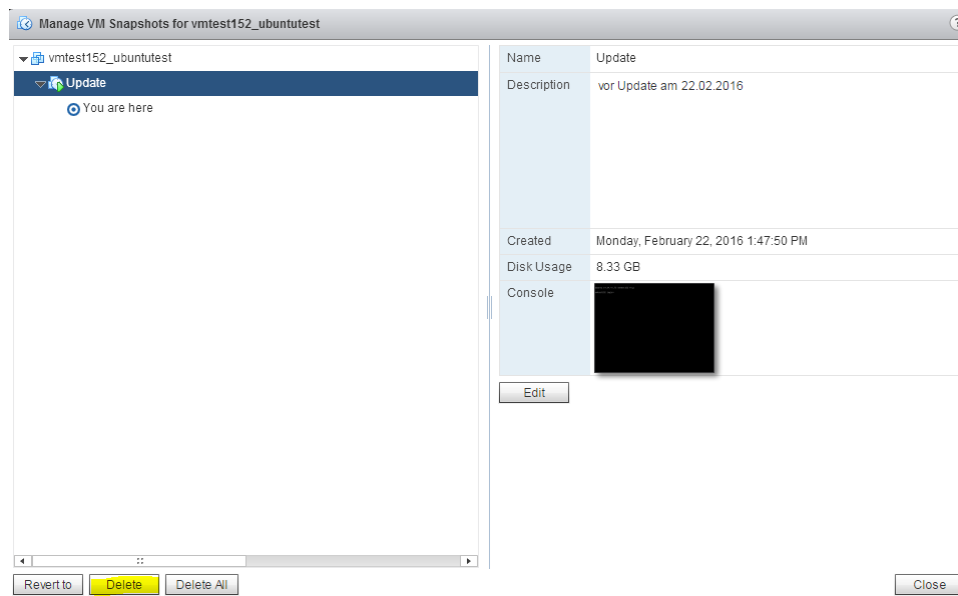 Manage VM Snapshots for vmtest152_ubuntutest
vmtest152_ubuntutest
Update
You are here
Name Update
Description vor Update am 22.02.2016
Created Monday, February 22, 2016 1:47:50 PM
Disk Usage 8.33 GB
Console
Edit
Revert to Delete Delete All Close